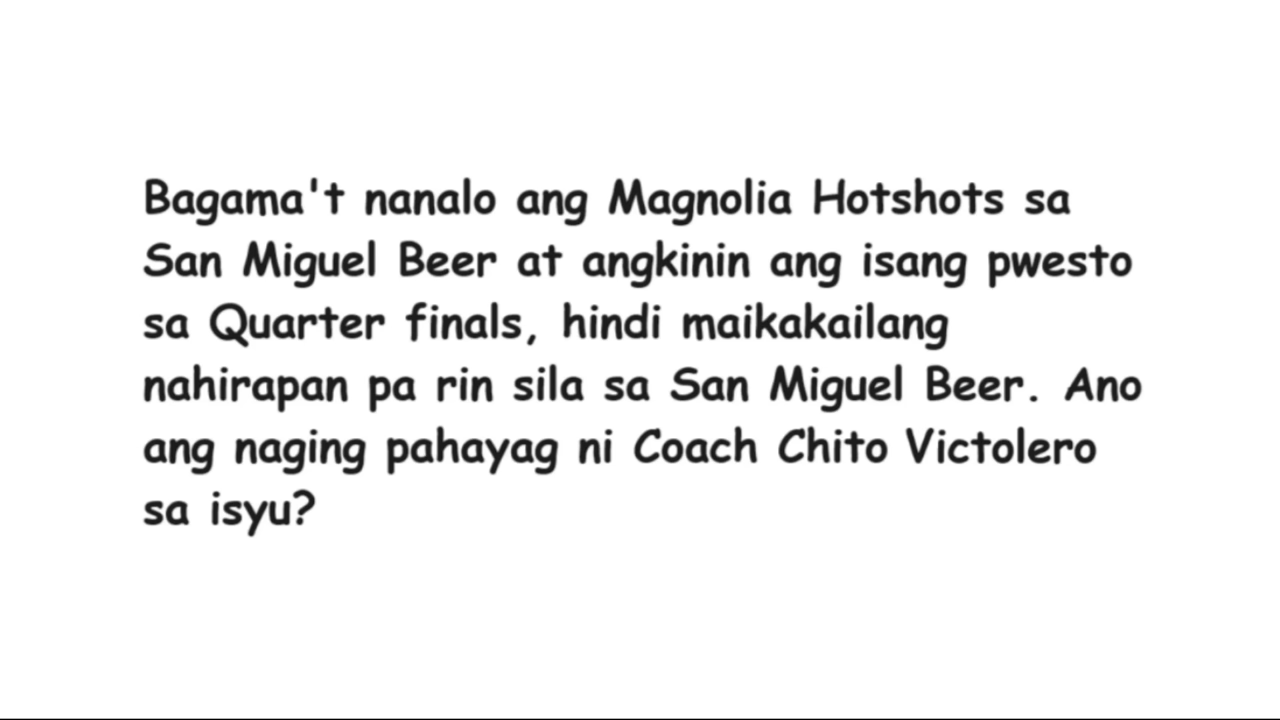 Bagama't nanalo ang Magnolia Hotshots sa
San Miguel Beer at angkinin ang isang pwesto
sa Quarter finals, hindi maikakailang
nahirapan pa rin sila sa San Miguel Beer. Ano
ang naging pahayag ni Coach Chito Victolero
sa isyu?